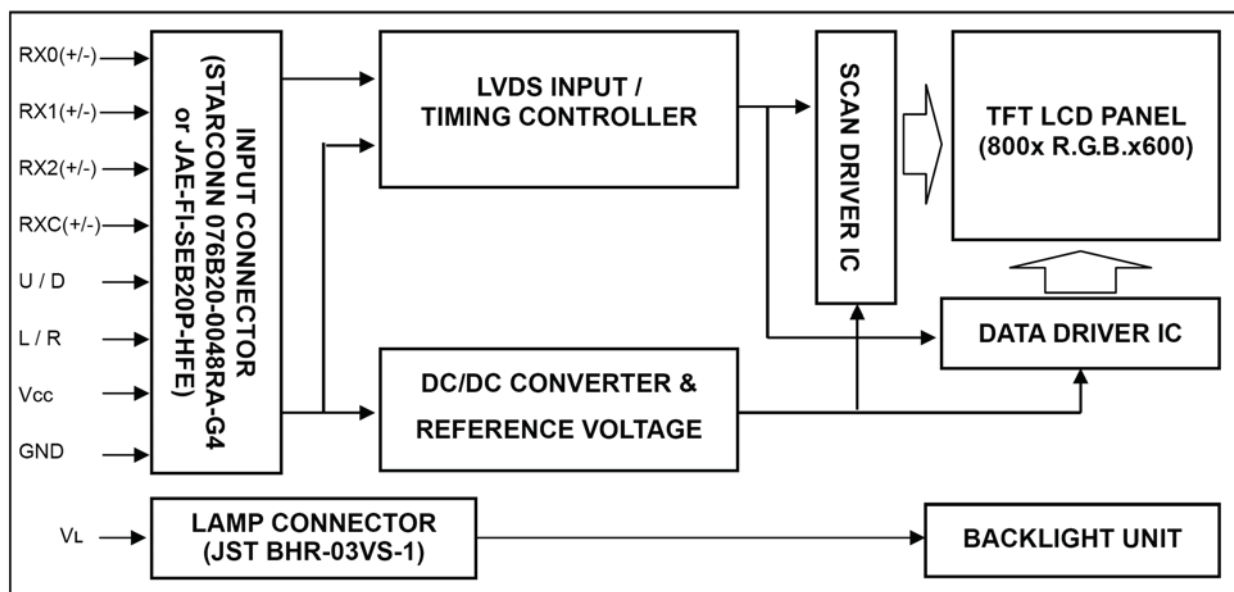 RX0(+/-)
RX1(+/-)
RX2(+/-)
RXC(+/-)
U / D
L / R
Vcc
GND
VL
INPUT CONNECTOR
(STARCONN 076B20-0048RA-G4
or JAE-FI-SEB20P-HFE)
LVDS INPUT /
TIMING CONTROLLER
SCAN DRIVER IC
TFT LCD PANEL
(800x R.G.B.x600)
DATA DRIVER IC
DC/DC CONVERTER &
REFERENCE VOLTAGE
LAMP CONNECTOR
(JST BHR-03VS-1)
BACKLIGHT UNIT